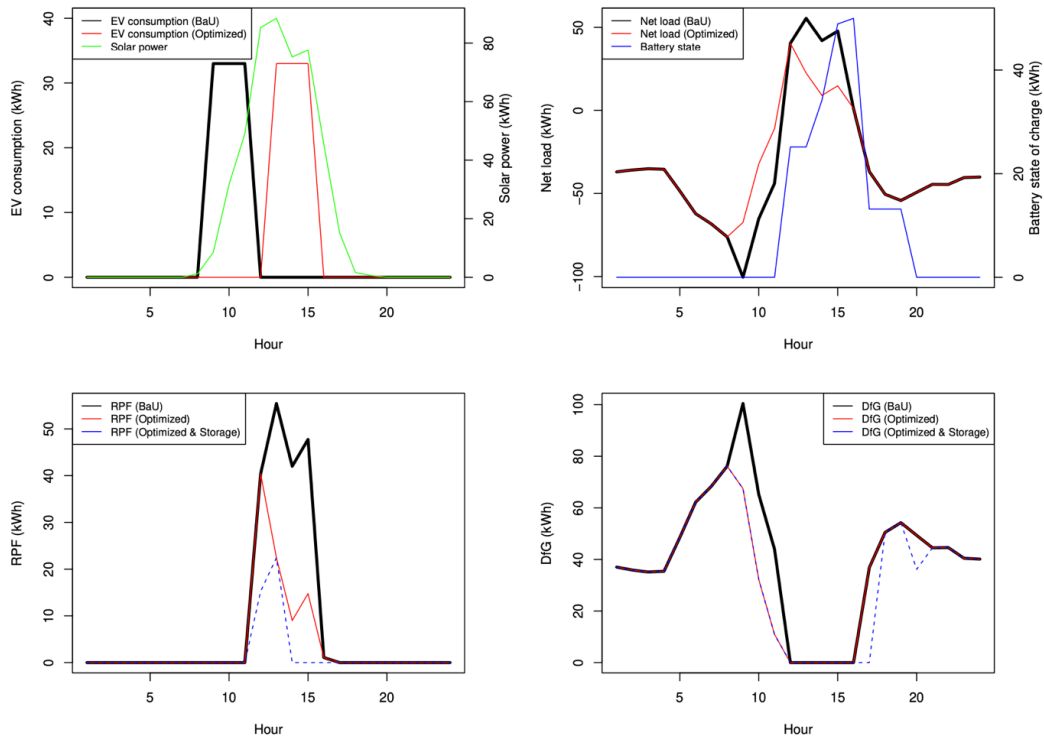 EV consumption (BaU)
EV consumption (Optimized)
Solar power
EV consumption (kWh)
0
10
20
30
40
0
20
40
60
80
Solar power (kWh)
5
10
15
20
Hour
Net load (BaU)
Net load (Optimized)
Battery state
Net load (kWh)
−100
−50
0
50
0
20
40
Battery state of charge (kWh)
5
10
15
20
Hour
RPF (BaU)
RPF (Optimized)
RPF (Optimized & Storage)
RPF (kWh)
0
10
20
30
40
50
5
10
15
20
Hour
DfG (BaU)
DfG (Optimized)
DfG (Optimized & Storage)
DfG (kWh)
0
20
40
60
80
100
5
10
15
20
Hour